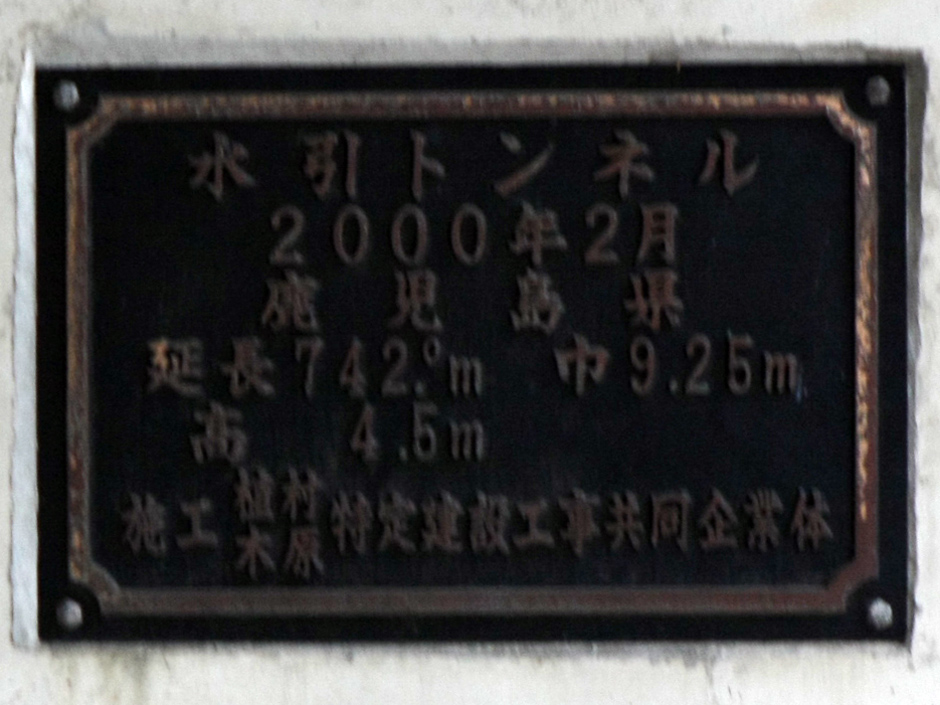 水引トンネル
2000年2月
鹿児島県
延長742.0m 巾9.25m
高 4.5m
施工 植村 木原 特定建設工事共同企業体